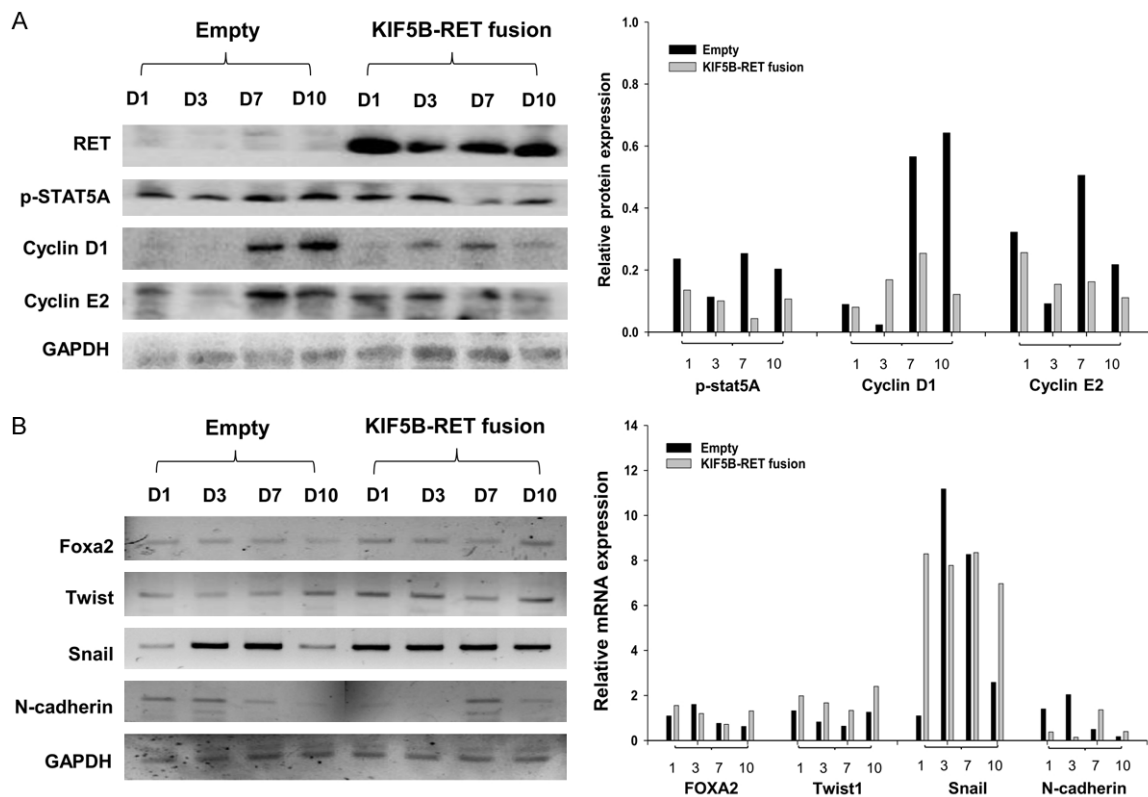 A
Empty
KIF5B-RET fusion
D1 D3 D7 D10 D1 D3 D7 D10
RET
p-STAT5A
Cyclin D1
Cyclin E2
GAPDH
Relative protein expression
1.0
0.8
0.6
0.4
0.2
0.0
Empty
KIF5B-RET fusion
1 3 7 10 1 3 7 10 1 3 7 10
p-stat5A Cyclin D1 Cyclin E2
B
Empty
KIF5B-RET fusion
D1 D3 D7 D10 D1 D3 D7 D10
Foxa2
Twist
Snail
N-cadherin
GAPDH
Relative mRNA expression
14
12
10
8
6
4
2
0
Empty
KIF5B-RET fusion
1 3 7 10 1 3 7 10 1 3 7 10 1 3 7 10
FOXA2 Twist1 Snail N-cadherin